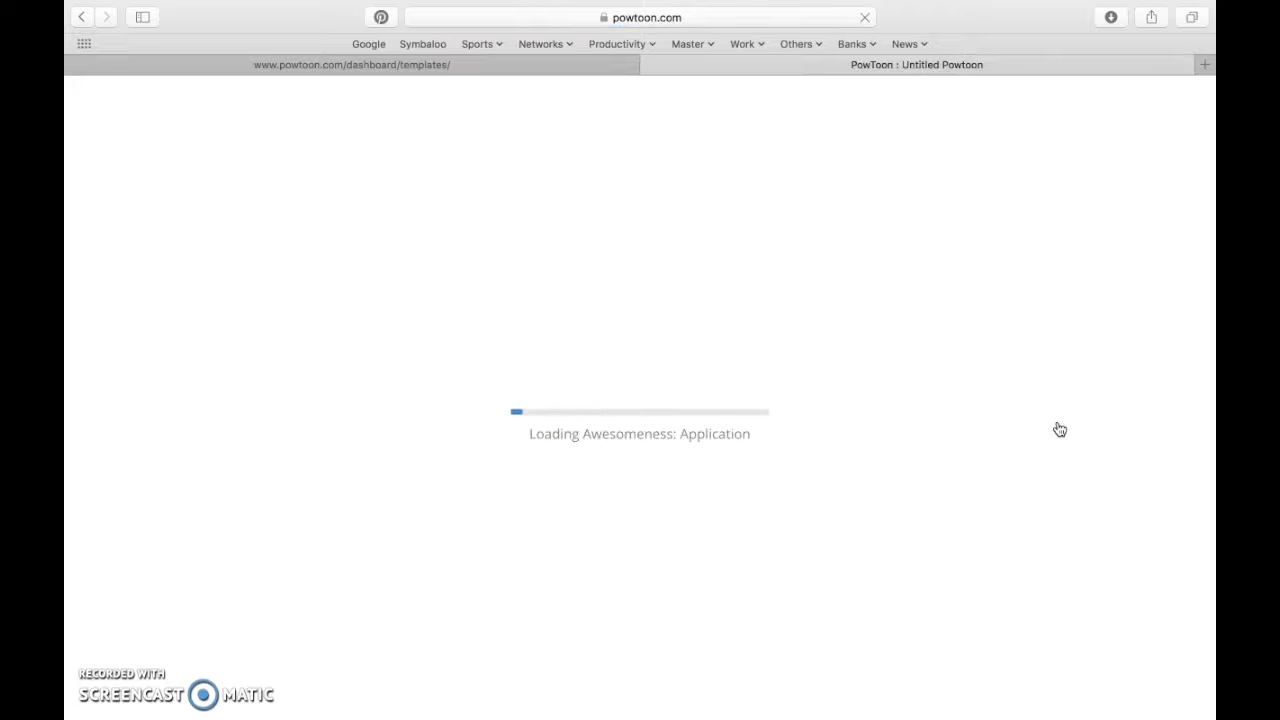 powtoon.com
Google Symbaloo Sports Networks Productivity Master Work Others Banks News
www.powtoon.com/dashboard/templates/ PowToon : Untitled Powtoon
Loading Awesomeness: Application
RECORDED WITH
SCREENCAST MATIC